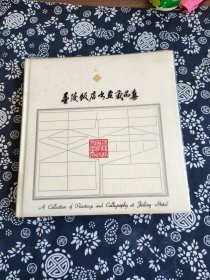 金陵饭店书画藏品集
A Collection of Paintings and Calligraphy at Jinling Hotel